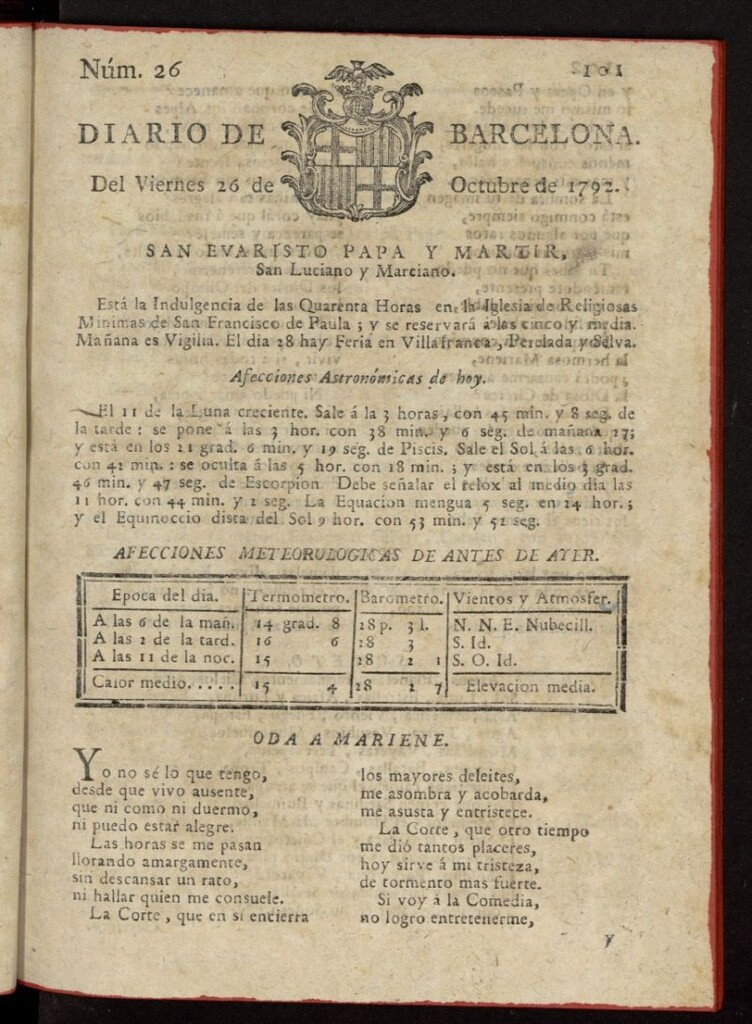 Núm. 26
101
DIARIO DE BARCELONA.
Del Viernes 26 de Octubre de 1792.
SAN EVARISTO PAPA Y MARTIR,
San Luciano y Marciano.
Está la Indulgencia de las Quarenta Horas en la Iglesia de Religiosas
Minimas de San Francisco de Paula; y se reservará á las cinco y media.
Mañana es Vigilia. El dia 28 hay Feria en Villafranca, Perelada y Selva.
Afecciones Astronómicas de hoy.
El 11 de la Luna creciente. Sale á la 3 horas, con 45 min. y 8 seg. de
la tarde: se pone á las 3 hor. con 38 min. y 6 seg. de mañana 27;
y está en los 21 grad. 6 min. y 19 seg. de Piscis. Sale el Sol á las 6 hor.
con 42 min.: se oculta á las 5 hor. con 18 min.; y está en los 3 grad.
46 min. y 47 seg. de Escorpion. Debe señalar el relox al medio dia las
11 hor. con 44 min. y 2 seg. La Equacion mengua 5 seg. en 24 hor.;
y el Equinoccio dista del Sol 9 hor. con 53 min. y 52 seg.
AFECCIONES METEOROLOGICAS DE ANTES DE AYER.
Epoca del dia. Termometro. Barometro. Vientos y Atmosfer.
A las 6 de la mañ. 14 grad. 8 28 p. 3 l. N. N. E. Nubecill.
A las 2 de la tard. 16 6 28 3 S. Id.
A las 11 de la noc. 15 28 2 1 S. O. Id.
Calor medio..... 15 4 28 2 7 Elevacion media.
ODA A MARIENE.
Yo no sé lo que tengo,
desde que vivo ausente,
que ni como ni duermo,
ni puedo estar alegre.
Las horas se me pasan
llorando amargamente,
sin descansar un rato,
ni hallar quien me consuele.
La Corte, que en sí encierra
los mayores deleites,
me asombra y acobarda,
me asusta y entristece.
La Corte, que otro tiempo
me dió tantos placeres,
hoy sirve á mi tristeza,
de tormento mas fuerte.
Si voy á la Comedia,
no logro entretenerme,
y